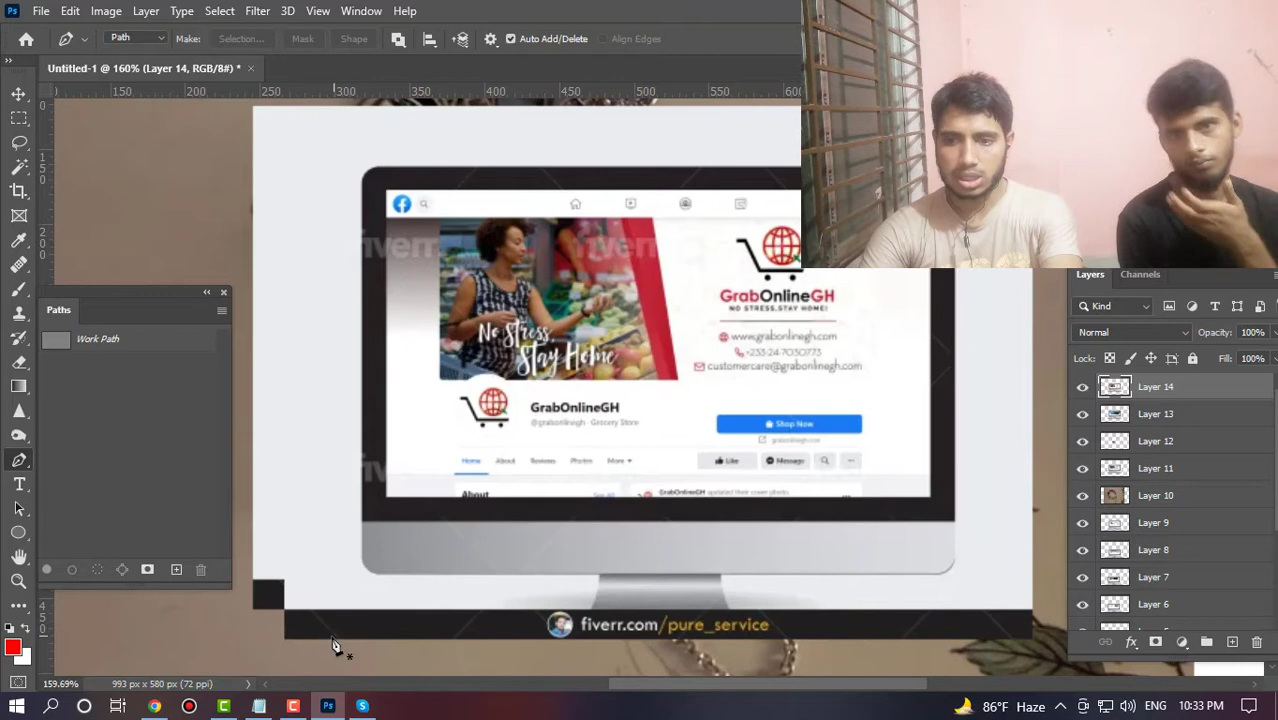 Ps File Edit Image Layer Type Select Filter 3D View Window Help
Path Make: Selection... Mask Shape Auto Add/Delete Align Edges
Untitled-1 @ 160% (Layer 14, RGB/8#) * ×
150 200 250 300 350 400 450 500 550 600
Paths
Work Path
fiverr
No Stress
Stay Home
GrabOnlineGH
NO STRESS,STAY HOME!
www.grabonlinegh.com
+233-24-7030773
customercare@grabonlinegh.com
GrabOnlineGH
@grabonlinegh - Grocery Store
Shop Now
grabonlinegh.com
Home About Reviews Photos More
Like Message
About See All GrabOnlineGH updated their cover photo.
fiverr.com/pure_service
Layers Channels
Kind
Normal Opacity: 100%
Lock: Fill: 100%
Layer 14
Layer 13
Layer 12
Layer 11
Layer 10
Layer 9
Layer 8
Layer 7
Layer 6
159.69% 993 px x 580 px (72 ppi)
86°F Haze ENG 10:33 PM